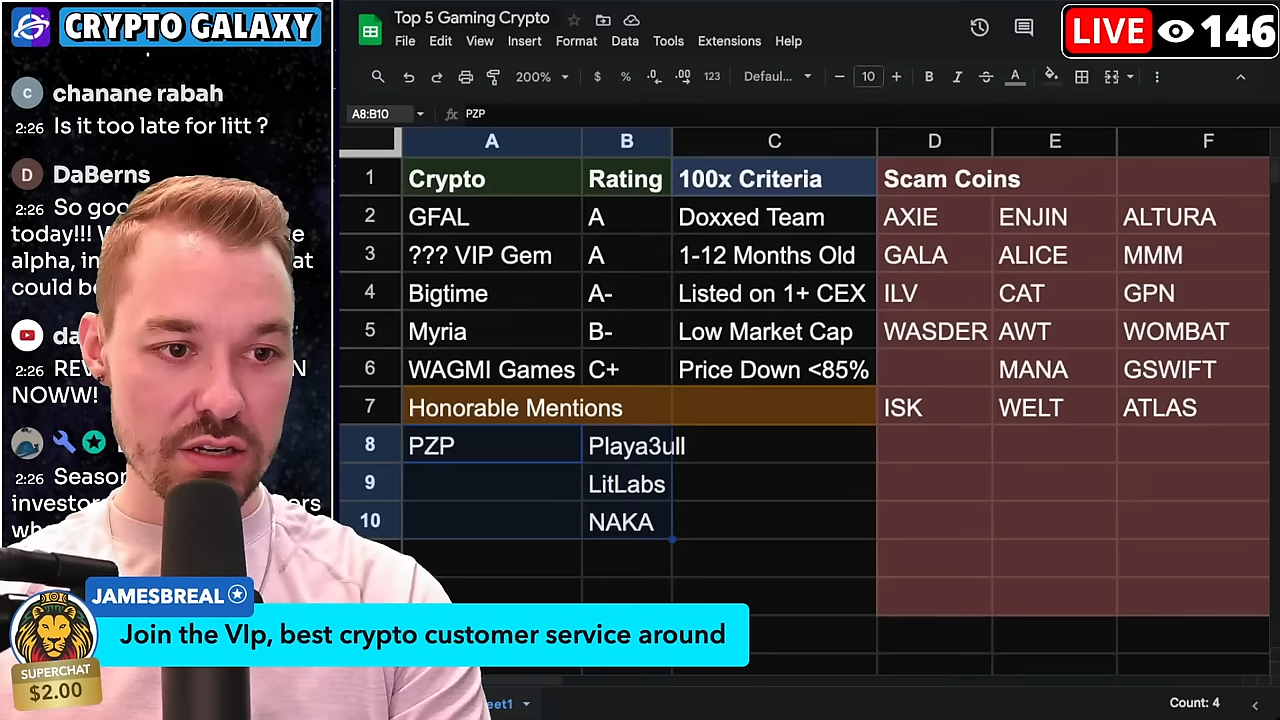 CRYPTO GALAXY
C
chanane rabah
2:26 Is it too late for litt ?
D
DaBerns
2:26 So goo
today!!!
alpha, in
could be
da
2:26
NOWW!
2:26 Season
investor
Top 5 Gaming Crypto
File Edit View Insert Format Data Tools Extensions Help
LIVE 146
200% $ % .0 .00 123 Defaul... 10 B I A
A8:B10 fx PZP
A B C D E F
1 Crypto Rating 100x Criteria Scam Coins
2 GFAL A Doxxed Team AXIE ENJIN ALTURA
3 ??? VIP Gem A 1-12 Months Old GALA ALICE MMM
4 Bigtime A- Listed on 1+ CEX ILV CAT GPN
5 Myria B- Low Market Cap WASDER AWT WOMBAT
6 WAGMI Games C+ Price Down <85% MANA GSWIFT
7 Honorable Mentions ISK WELT ATLAS
8 PZP Playa3ull
9 LitLabs
10 NAKA
JAMESBREAL
Join the VIp, best crypto customer service around
SUPERCHAT
$2.00
eet1
Count: 4